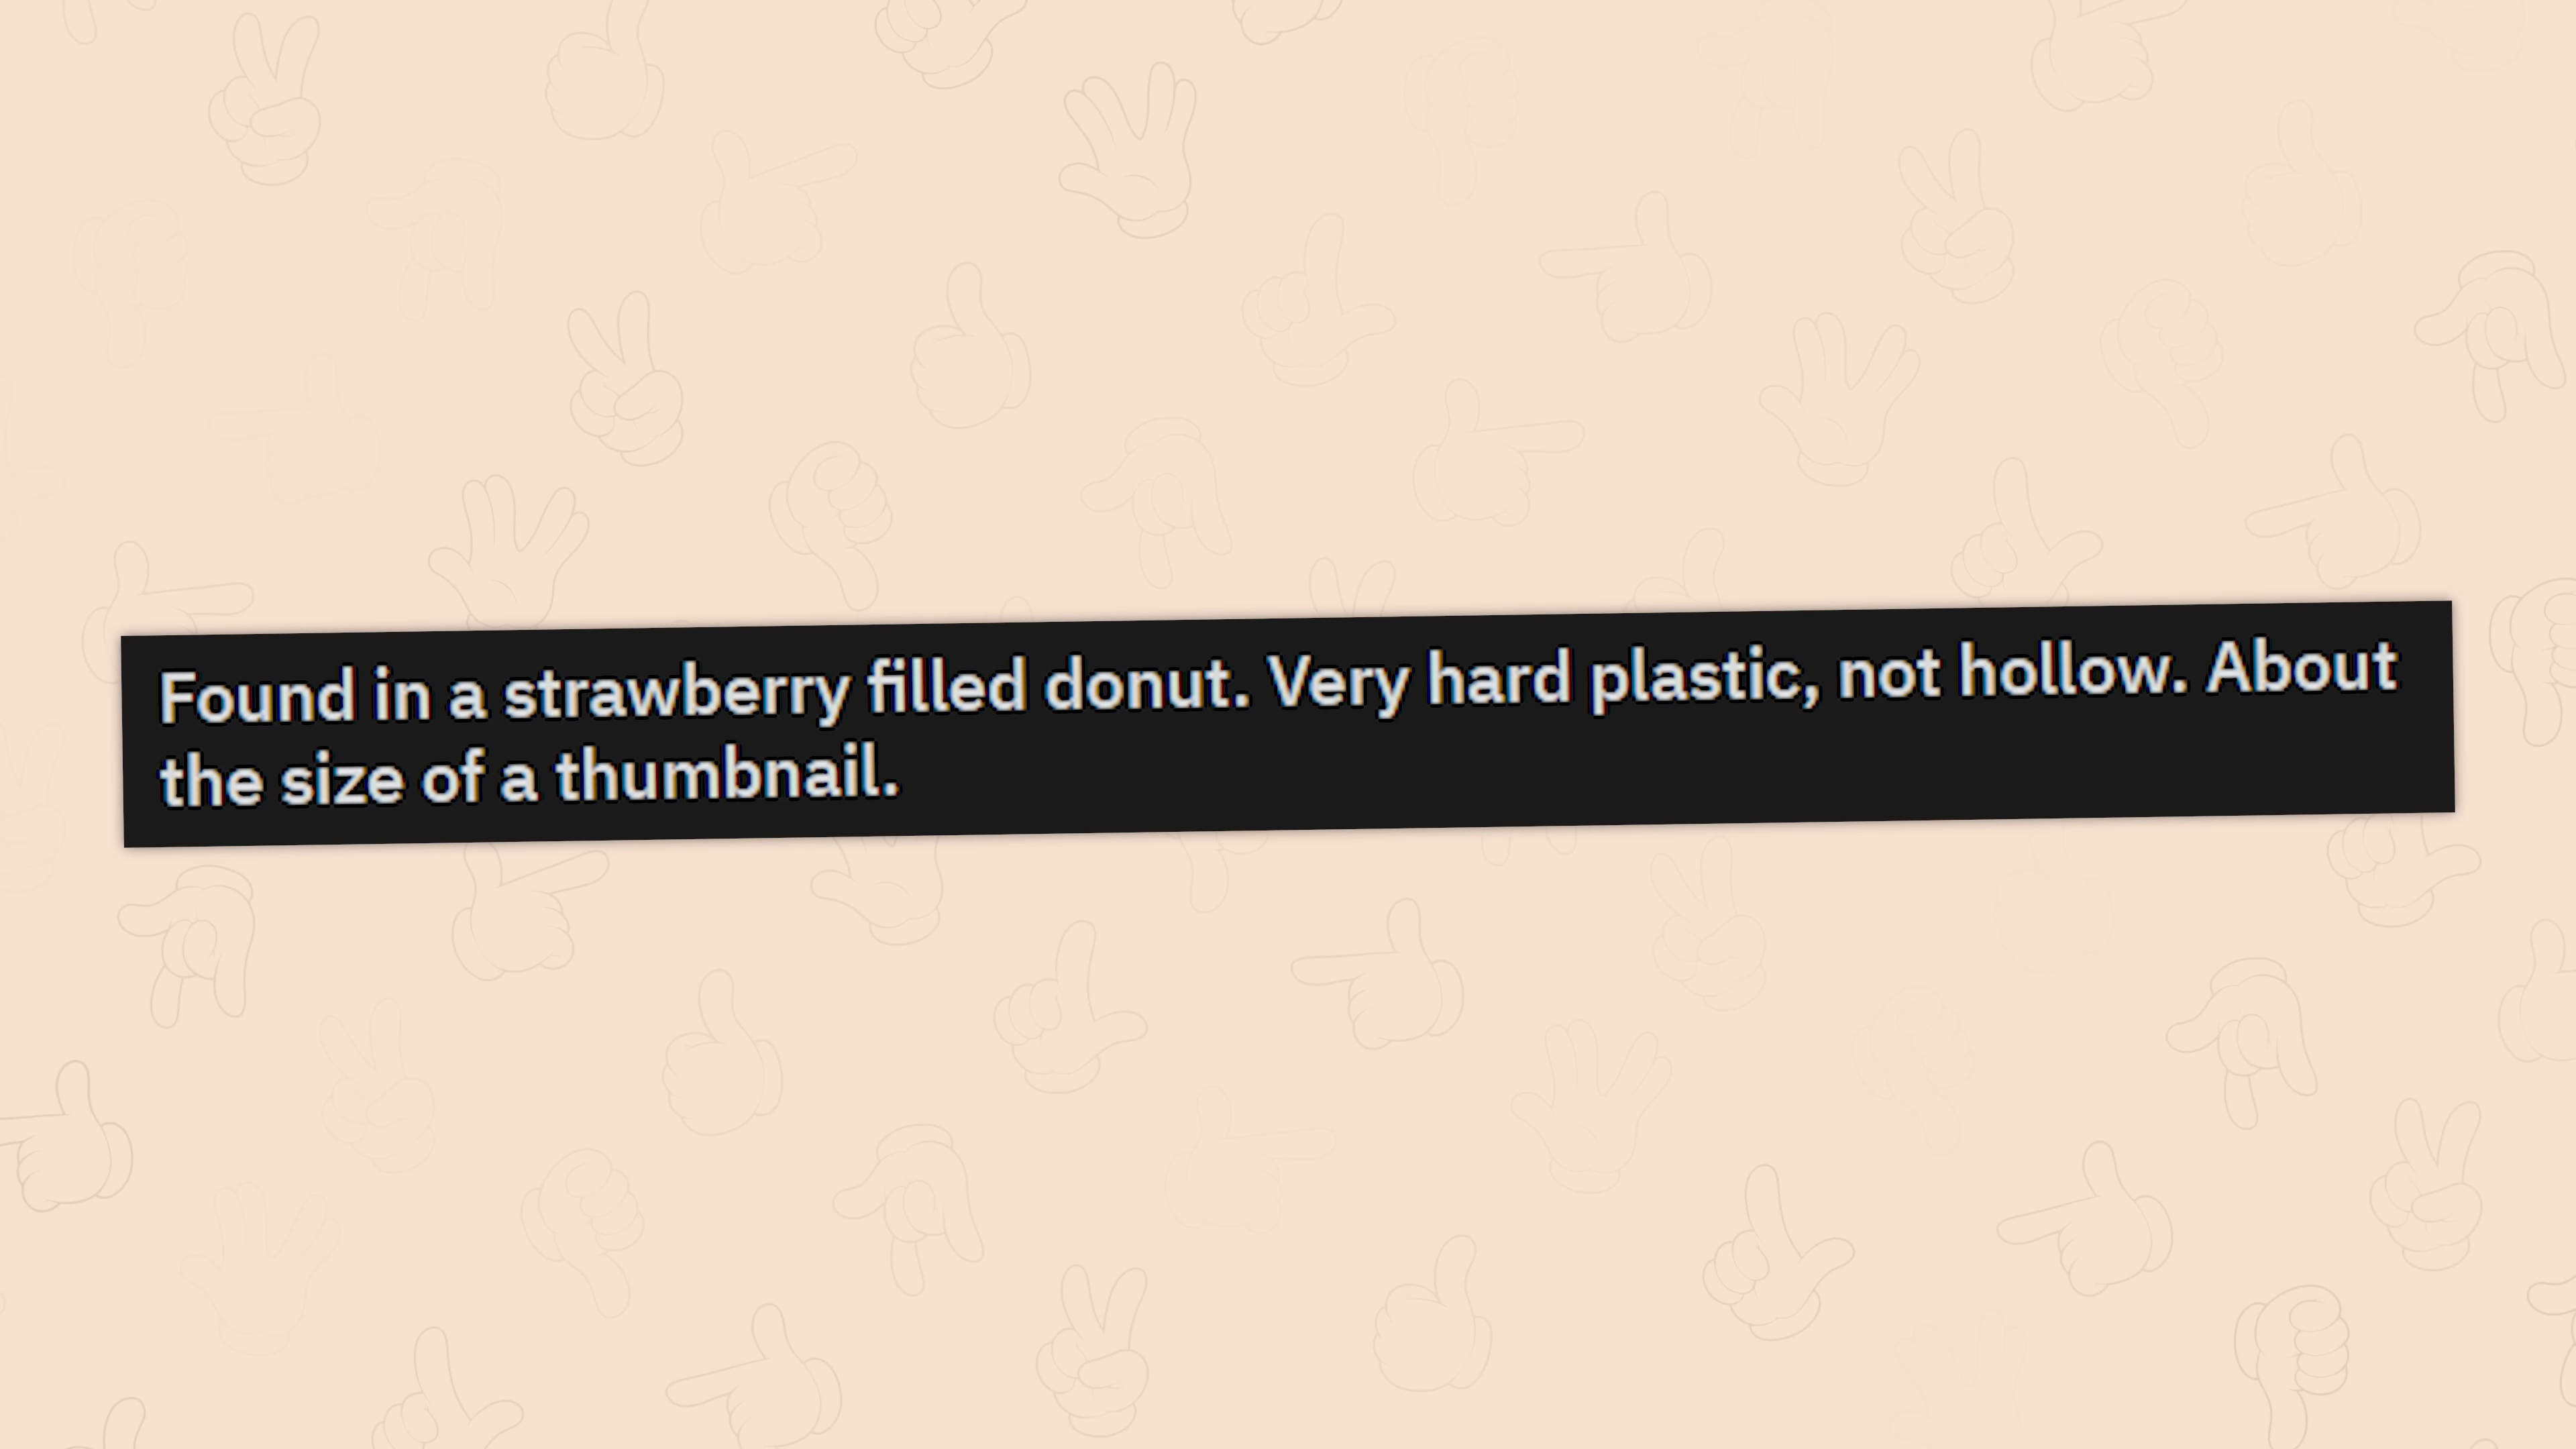 Found in a strawberry filled donut. Very hard plastic, not hollow. About
the size of a thumbnail.